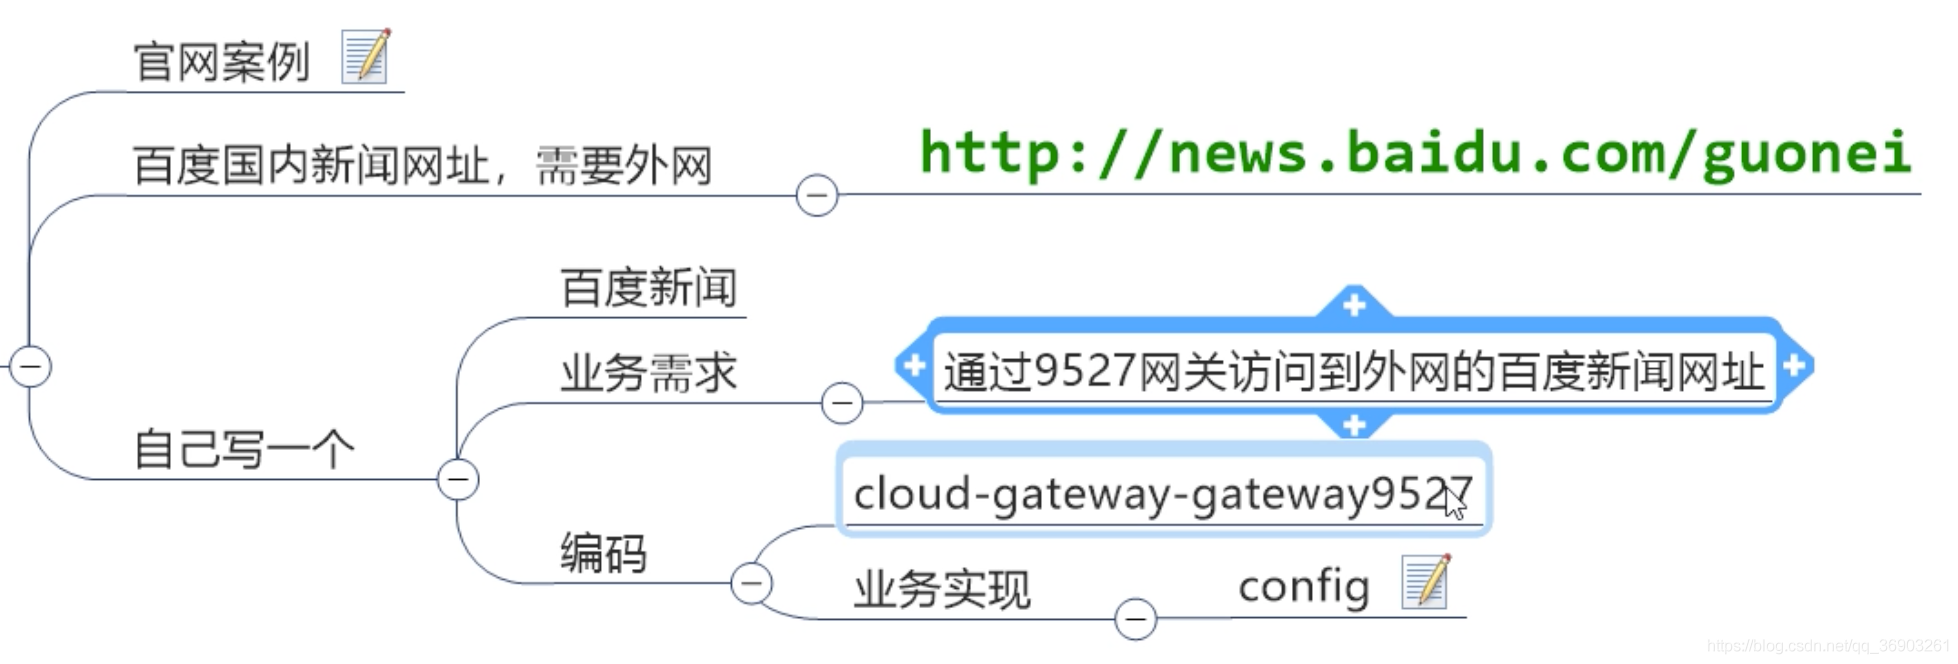 官网案例
百度国内新闻网址，需要外网
http://news.baidu.com/guonei
自己写一个
百度新闻
业务需求
通过9527网关访问到外网的百度新闻网址
编码
cloud-gateway-gateway9527
业务实现
config
https://blog.csdn.net/qq_36903261